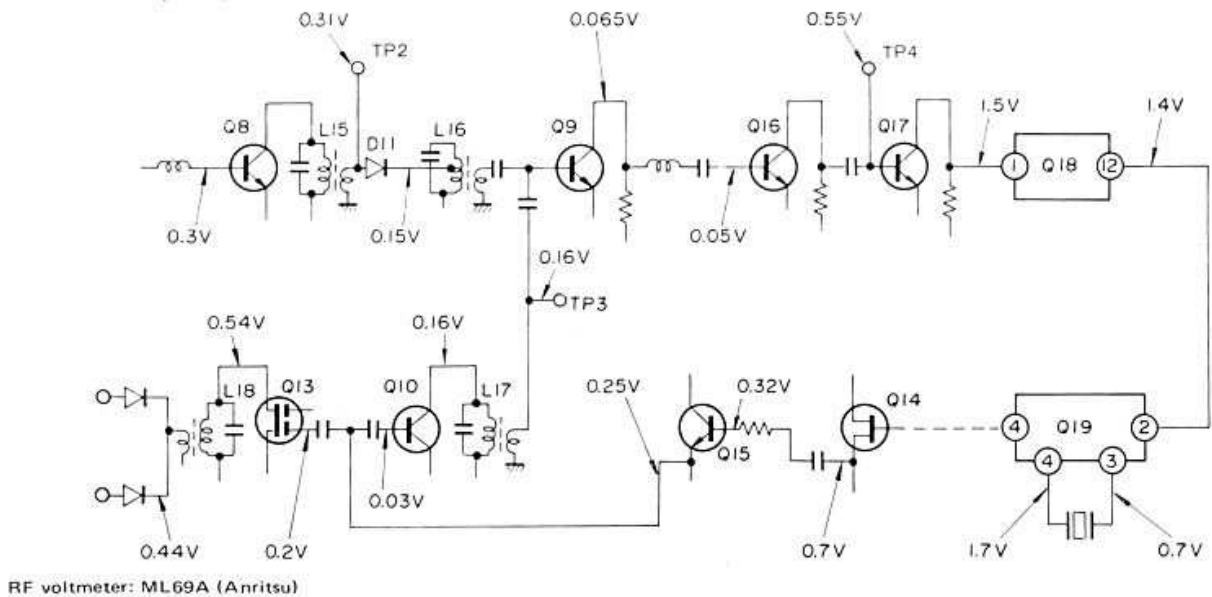 0.31V 0.065V 0.55V
TP2 TP4
1.5V 1.4V
Q8 L15 D11 L16 Q9 Q16 Q17
1 Q18 12
0.3V 0.15V 0.05V
0.16V
TP3
0.54V 0.16V
L18 Q13 Q10 L17 0.25V 0.32V Q14
4 Q19 2
Q15
4 3
0.03V
0.44V 0.2V 0.7V 1.7V 0.7V
RF voltmeter: ML69A (Anritsu)